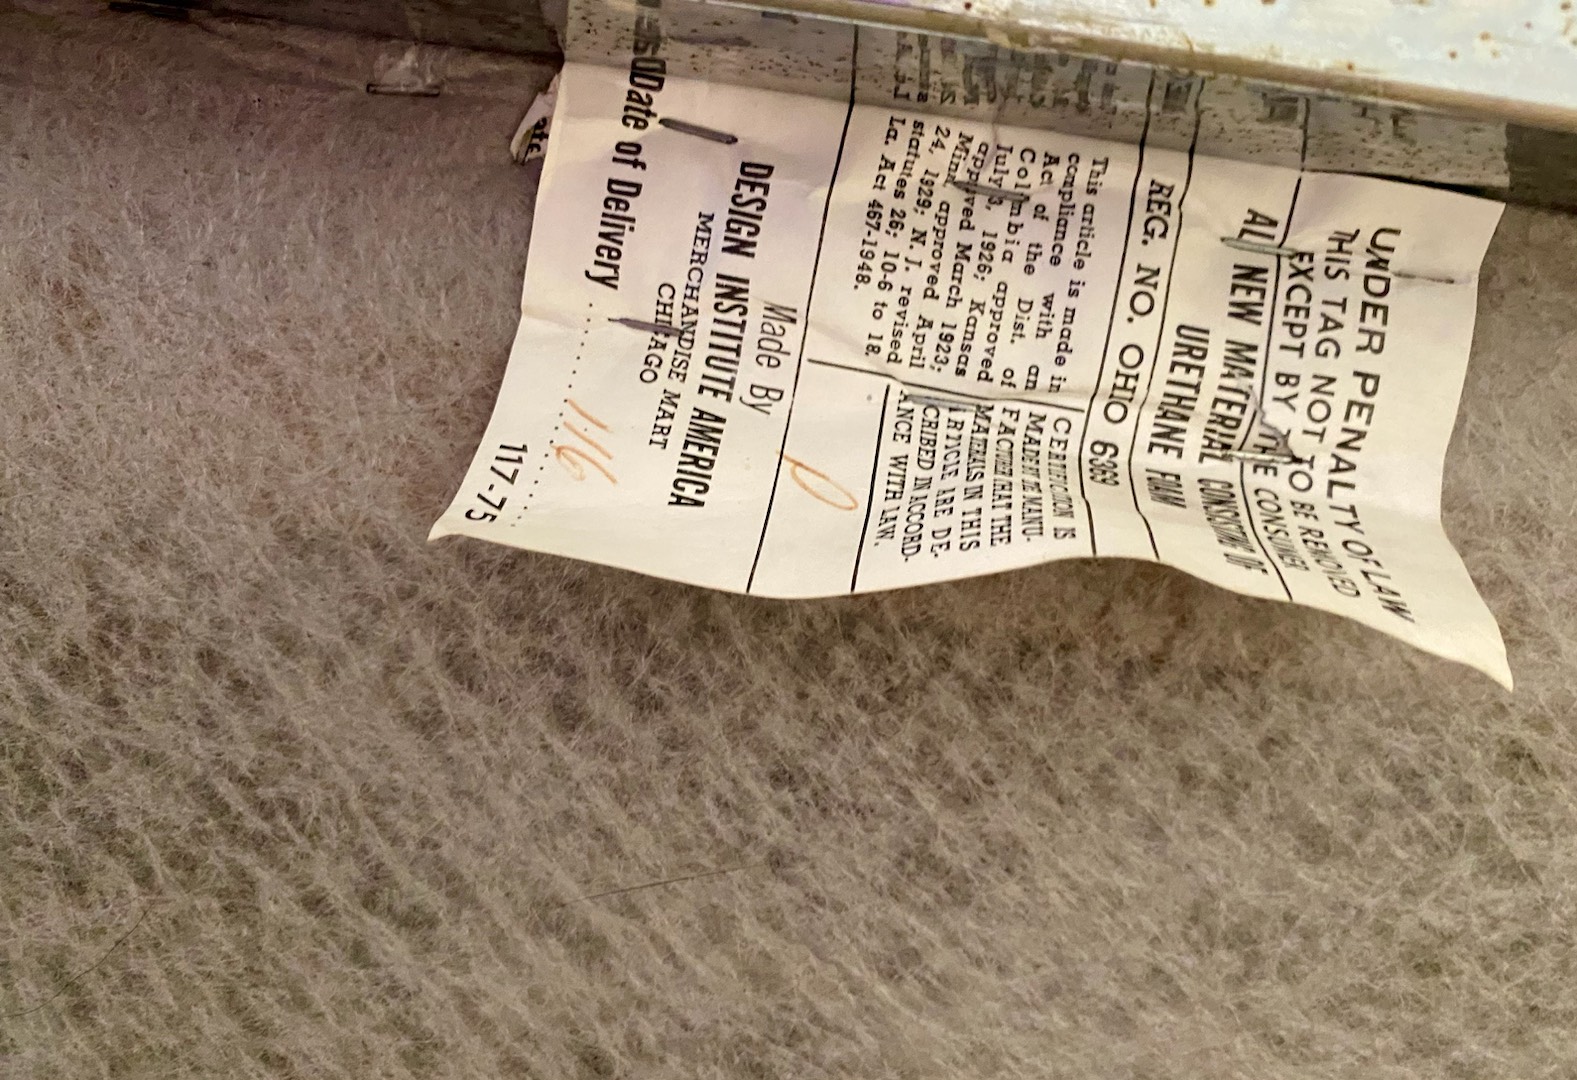 UNDER PENALTY OF LAW
THIS TAG NOT TO BE REMOVED
EXCEPT BY THE CONSUMER
ALL NEW MATERIAL CONSISTING OF
URETHANE FOAM
REG. NO. OHIO 6369
This article is made in
compliance with an
Act of the Dist. of
Columbia approved
July 3, 1926; Kansas
approved March 1923;
Minn. approved April
24, 1929; N. J. revised
statutes 26; 10-6 to 18.
La. Act 467-1948.
CERTIFICATION IS
MADE BY THE MANU-
FACTURER THAT THE
MATERIALS IN THIS
ARTICLE ARE DE-
SCRIBED IN ACCORD-
ANCE WITH LAW.
Made By
DESIGN INSTITUTE AMERICA
MERCHANDISE MART
CHICAGO
Date of Delivery
116
117-75